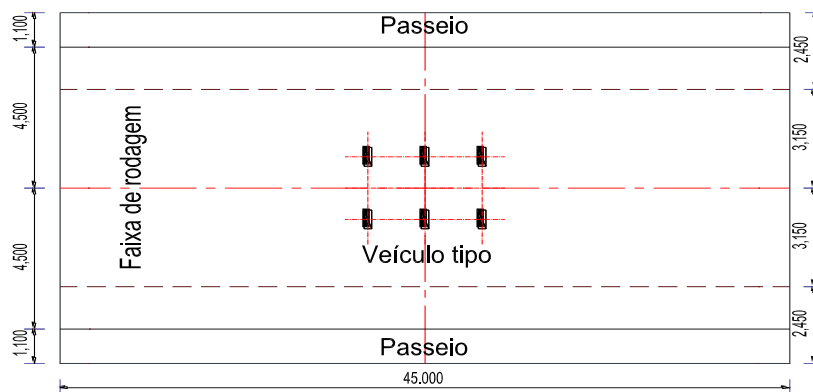 Passeio
1,100
2,450
4,500
3,150
Faixa de rodagem
4,500
3,150
Veículo tipo
1,100
2,450
Passeio
45.000